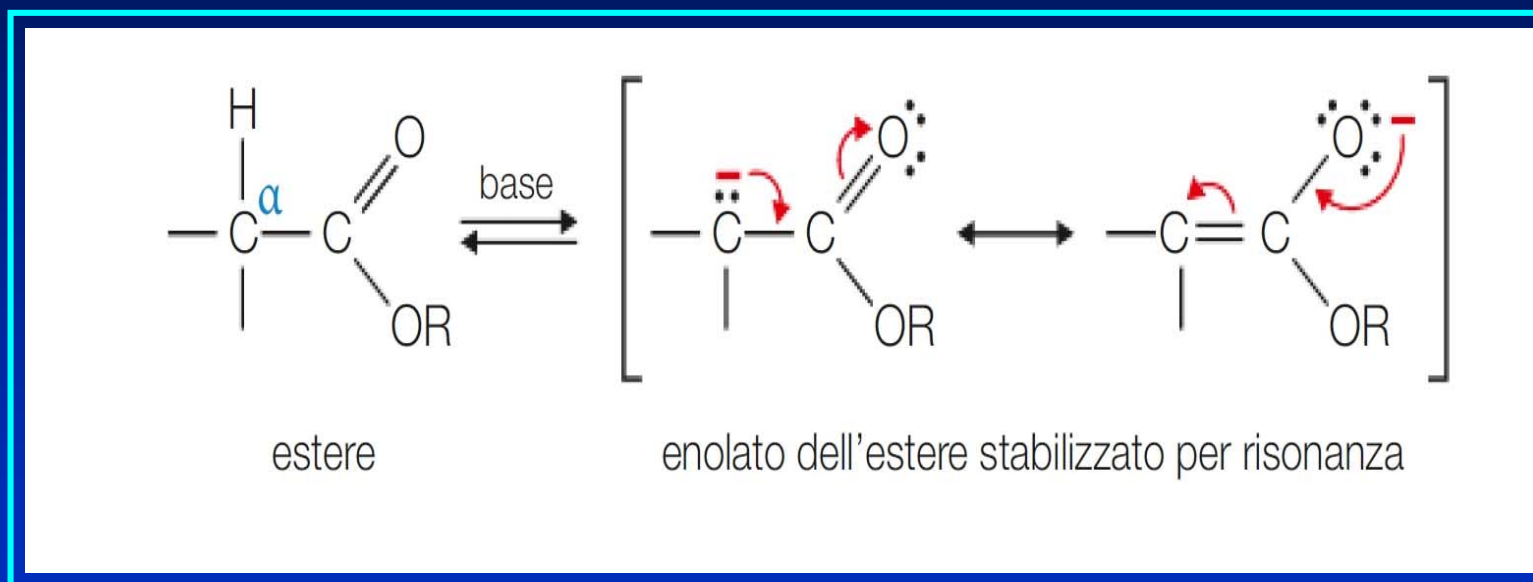 H
O
α
C
C
OR
base
O
C
C
OR
O
C
C
OR
estere
enolato dell'estere stabilizzato per risonanza